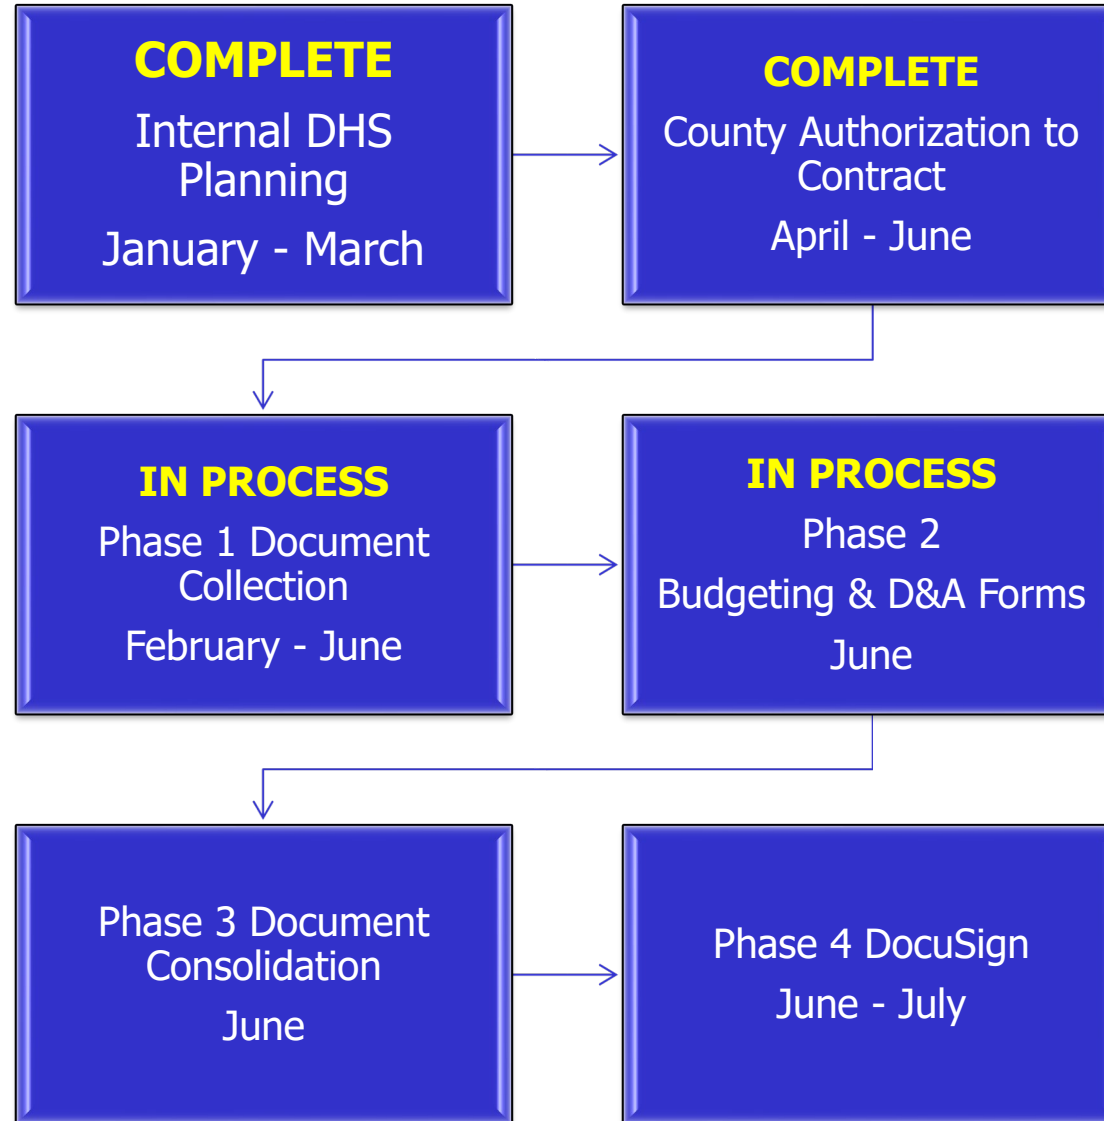 COMPLETE
Internal DHS
Planning
January - March
COMPLETE
County Authorization to
Contract
April - June
IN PROCESS
Phase 1 Document
Collection
February - June
IN PROCESS
Phase 2
Budgeting & D&A Forms
June
Phase 3 Document
Consolidation
June
Phase 4 DocuSign
June - July